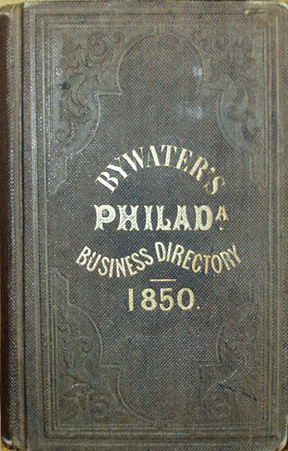 BYWATER'S
PHILADA.
BUSINESS DIRECTORY
1850.